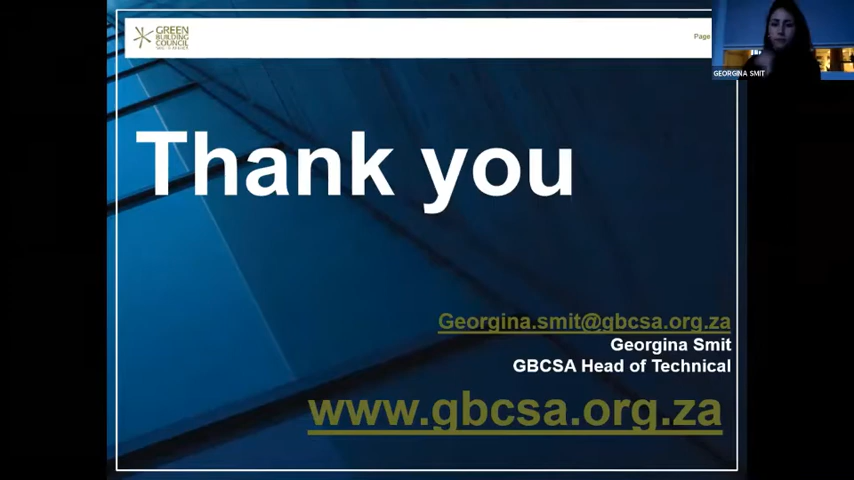 GREEN
BUILDING
COUNCIL
Page
GEORGINA SMIT
Thank you
Georgina.smit@gbcsa.org.za
Georgina Smit
GBCSA Head of Technical
www.gbcsa.org.za